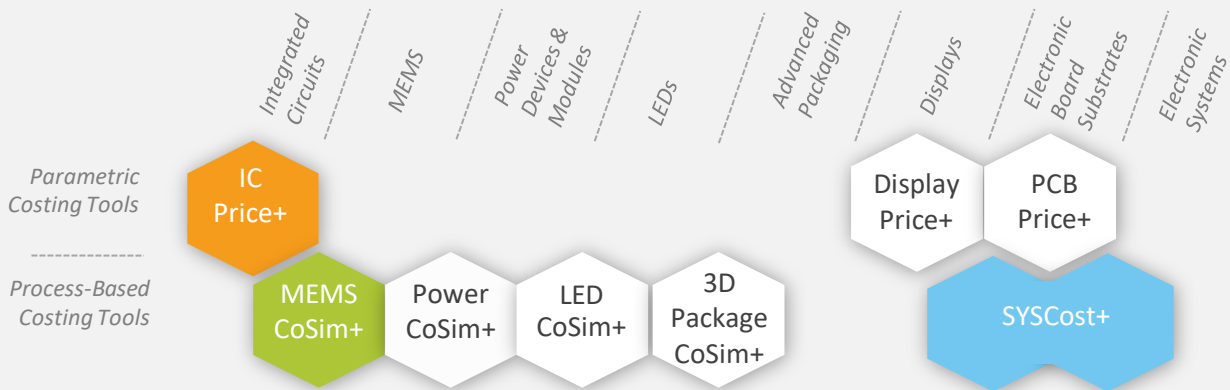 Integrated
Circuits
MEMS
Power
Devices &
Modules
LEDs
Advanced
Packaging
Displays
Electronic
Board
Substrates
Electronic
Systems
Parametric
Costing Tools
IC
Price+
Display
Price+
PCB
Price+
Process-Based
Costing Tools
MEMS
CoSim+
Power
CoSim+
LED
CoSim+
3D
Package
CoSim+
SYSCost+